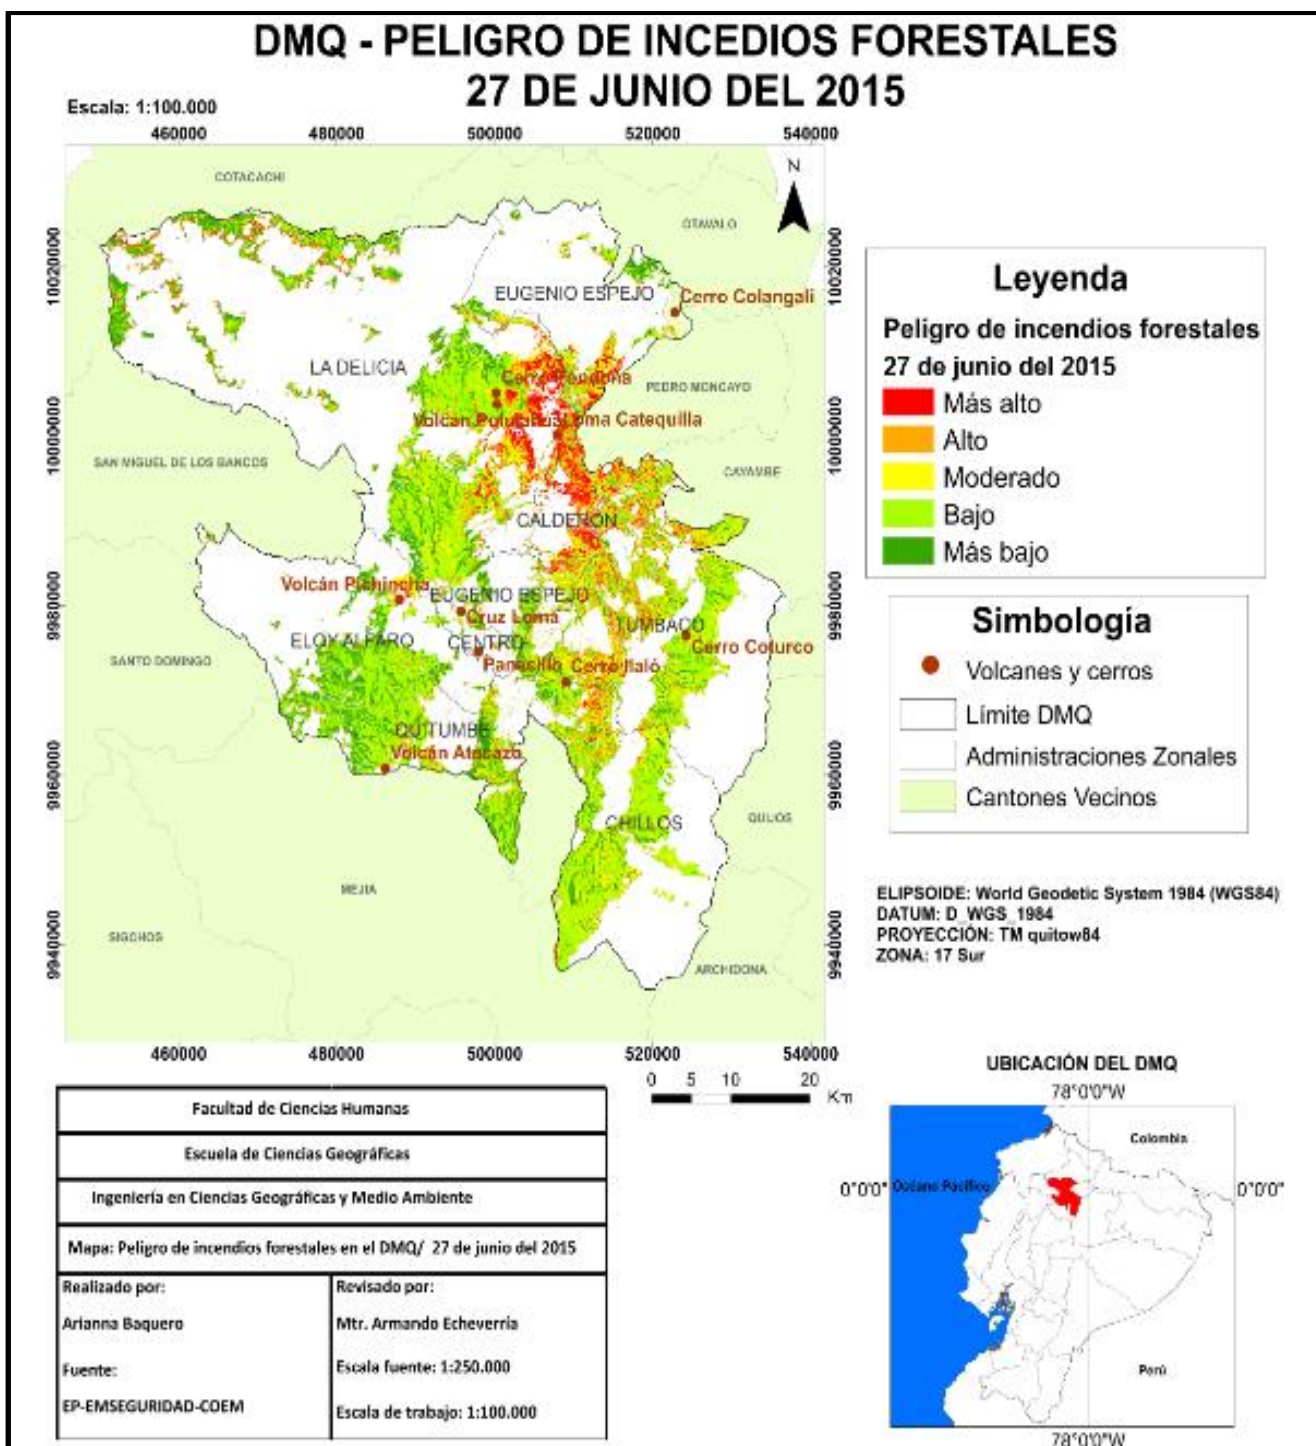 DMQ - PELIGRO DE INCEDIOS FORESTALES
27 DE JUNIO DEL 2015
Escala: 1:100.000
460000 480000 500000 520000 540000
N
COTACACHI
OTAVALO
10020000 10020000
EUGENIO ESPEJO
Cerro Colangali
LA DELICIA
PEDRO MONCAYO
Loma Catequilla
10000000 10000000
SAN MIGUEL DE LOS BANCOS
CAYAMBE
CALDERON
9980000 9980000
Volcán Pichincha
EUGENIO ESPEJO
Cruz Loma
TUMBACO
ELOY ALFARO
CENTRO
Cerro Coturco
SANTO DOMINGO
Panecillo
Cerro Ilaló
QUITUMBE
Volcán Atacazo
9960000 9960000
CHILLOS
QUIJOS
MEJIA
SIGCHOS
9940000 9940000
ARCHIDONA
460000 480000 500000 520000 540000
0 5 10 20
Km
Leyenda
Peligro de incendios forestales
27 de junio del 2015
Más alto
Alto
Moderado
Bajo
Más bajo
Simbología
Volcanes y cerros
Límite DMQ
Administraciones Zonales
Cantones Vecinos
ELIPSOIDE: World Geodetic System 1984 (WGS84)
DATUM: D_WGS_1984
PROYECCIÓN: TM quitow84
ZONA: 17 Sur
Facultad de Ciencias Humanas
Escuela de Ciencias Geográficas
Ingeniería en Ciencias Geográficas y Medio Ambiente
Mapa: Peligro de incendios forestales en el DMQ/ 27 de junio del 2015
Realizado por:
Arianna Baquero
Fuente:
EP-EMSEGURIDAD-COEM
Revisado por:
Mtr. Armando Echeverría
Escala fuente: 1:250.000
Escala de trabajo: 1:100.000
UBICACIÓN DEL DMQ
78°0'0"W
Colombia
0°0'0" Océano Pacífico 0°0'0"
Perú
78°0'0"W